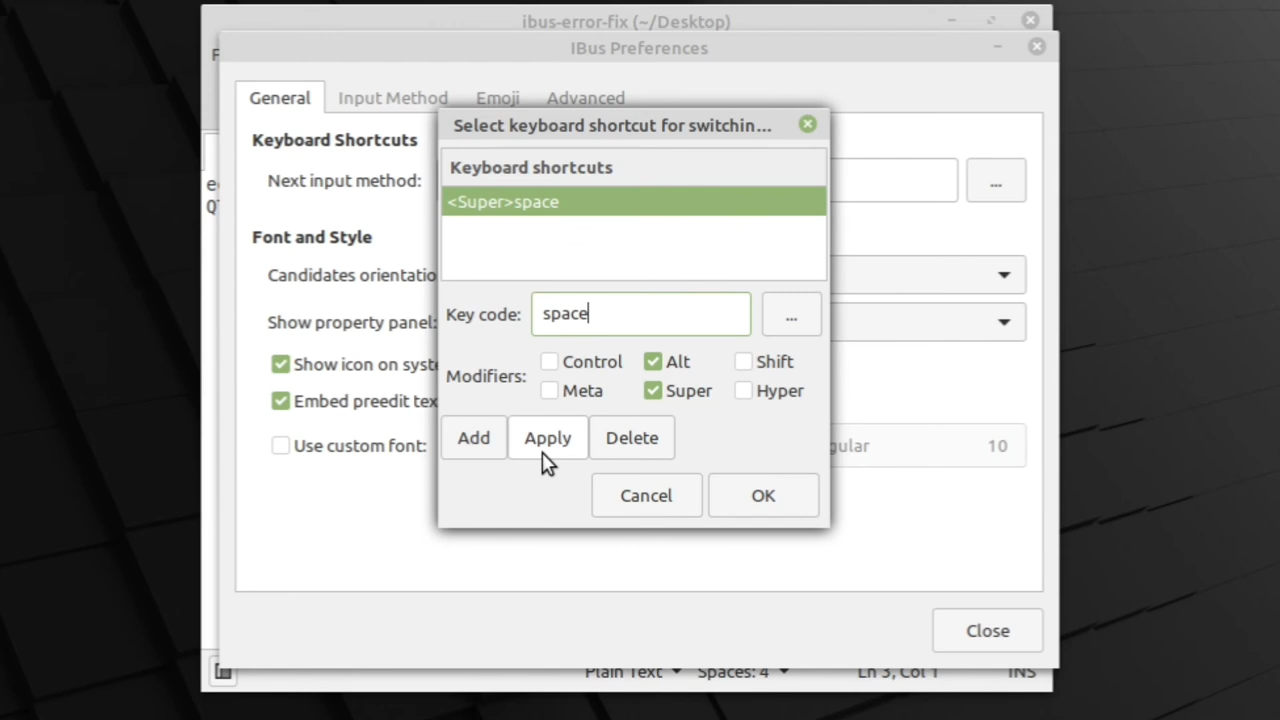 ibus-error-fix (~/Desktop)
IBus Preferences
General Input Method Emoji Advanced
Select keyboard shortcut for switchin...
Keyboard Shortcuts
Keyboard shortcuts
Next input method:
...
<Super>space
Font and Style
Candidates orientatio
Key code: space ...
Show property panel:
Show icon on syste
Modifiers: Control Alt Shift
Meta Super Hyper
Embed preedit tex
Use custom font:
gular 10
Add Apply Delete
Cancel OK
Close
Plain Text Spaces: 4 Ln 3, Col 1 INS